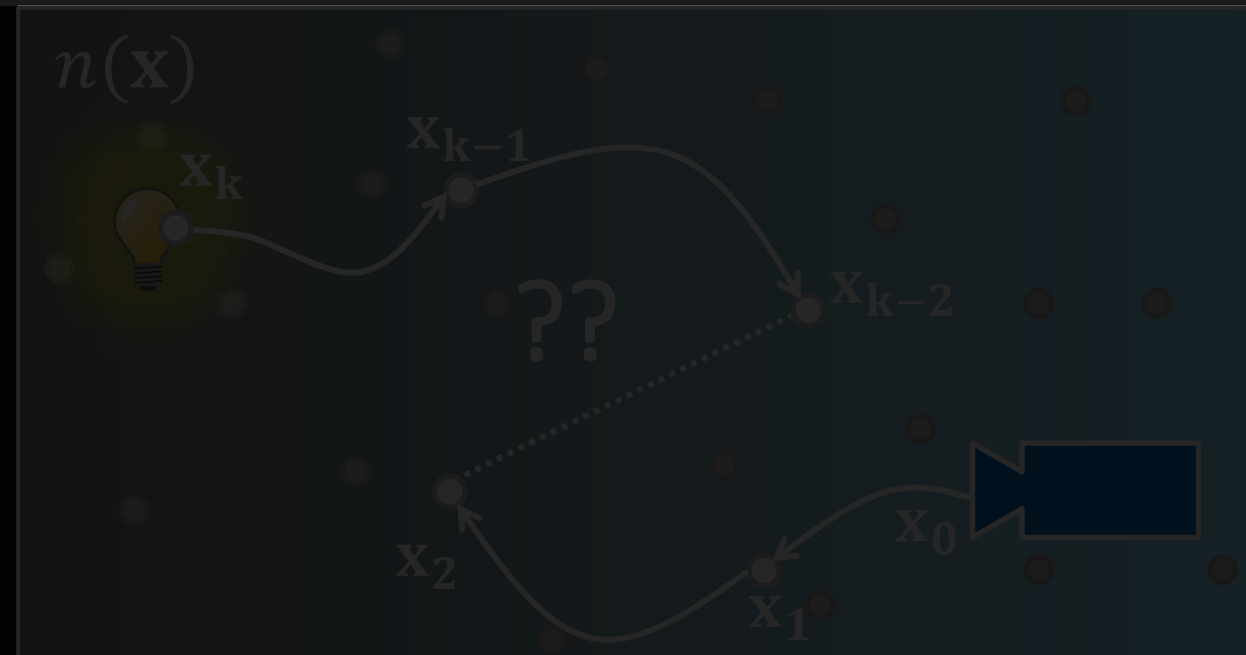 n(𝐱)
𝐱ₖ
𝐱ₖ₋₁
𝐱ₖ₋₂
??
𝐱₀
𝐱₂
𝐱₁